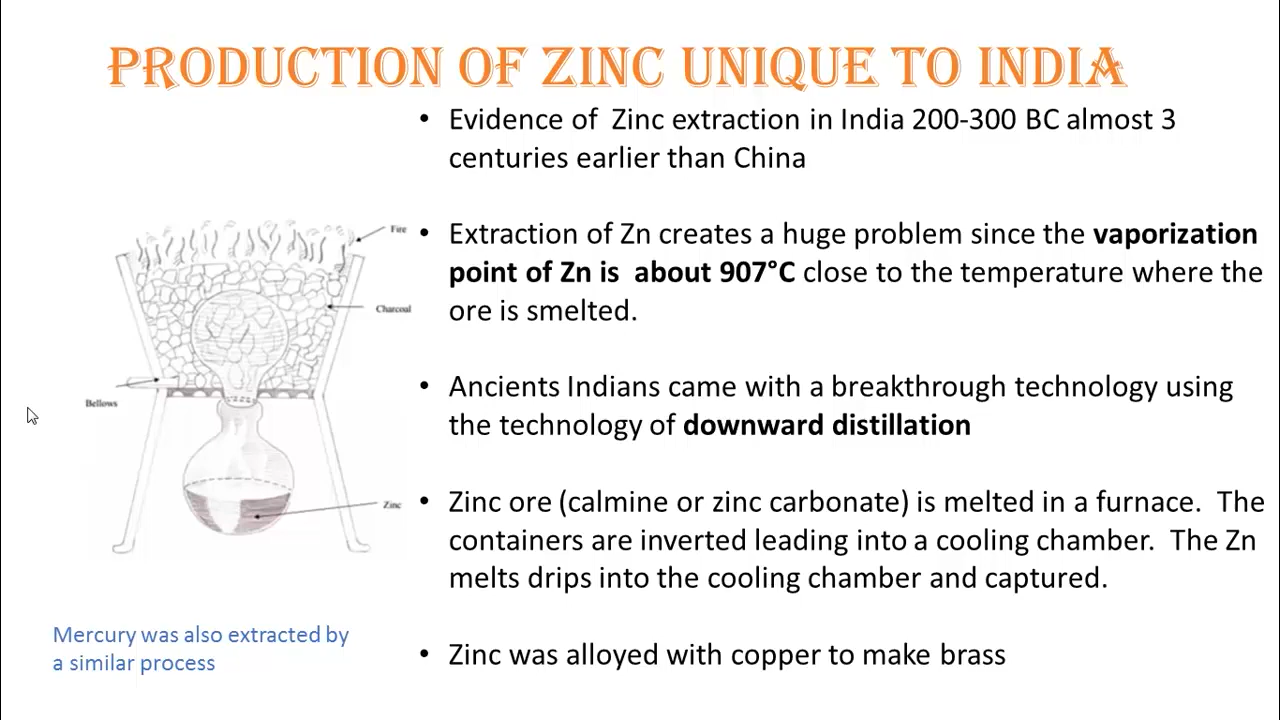 PRODUCTION OF ZINC UNIQUE TO INDIA
• Evidence of Zinc extraction in India 200-300 BC almost 3
centuries earlier than China
• Extraction of Zn creates a huge problem since the vaporization
point of Zn is about 907°C close to the temperature where the
ore is smelted.
• Ancients Indians came with a breakthrough technology using
the technology of downward distillation
• Zinc ore (calmine or zinc carbonate) is melted in a furnace. The
containers are inverted leading into a cooling chamber. The Zn
melts drips into the cooling chamber and captured.
• Zinc was alloyed with copper to make brass
Fire
Charcoal
Bellows
Zinc
Mercury was also extracted by
a similar process